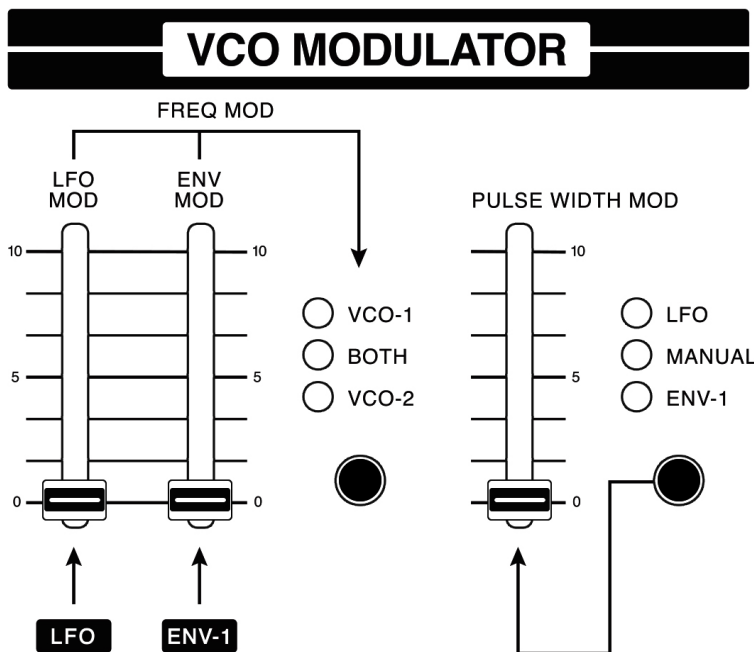 VCO MODULATOR
FREQ MOD
LFO
MOD
ENV
MOD
PULSE WIDTH MOD
10
10
10
VCO-1
LFO
BOTH
MANUAL
5
5
5
VCO-2
ENV-1
0
0
0
LFO
ENV-1